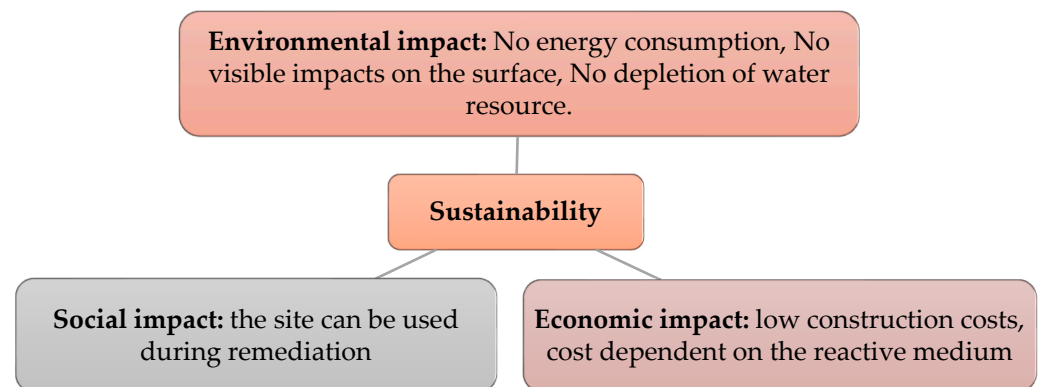 Environmental impact: No energy consumption, No
visible impacts on the surface, No depletion of water
resource.
Sustainability
Social impact: the site can be used
during remediation
Economic impact: low construction costs,
cost dependent on the reactive medium